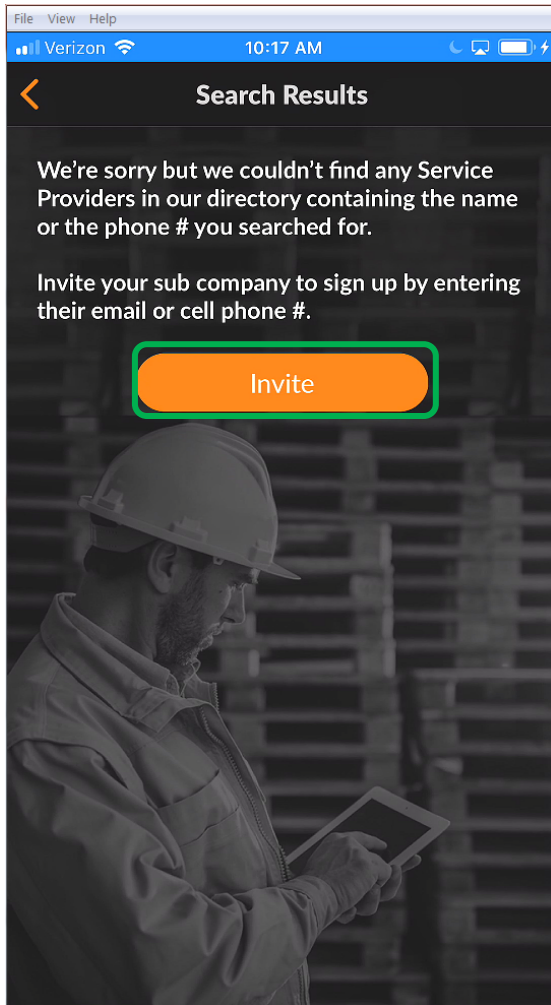 File View Help
Verizon 10:17 AM
Search Results
We're sorry but we couldn't find any Service
Providers in our directory containing the name
or the phone # you searched for.
Invite your sub company to sign up by entering
their email or cell phone #.
Invite